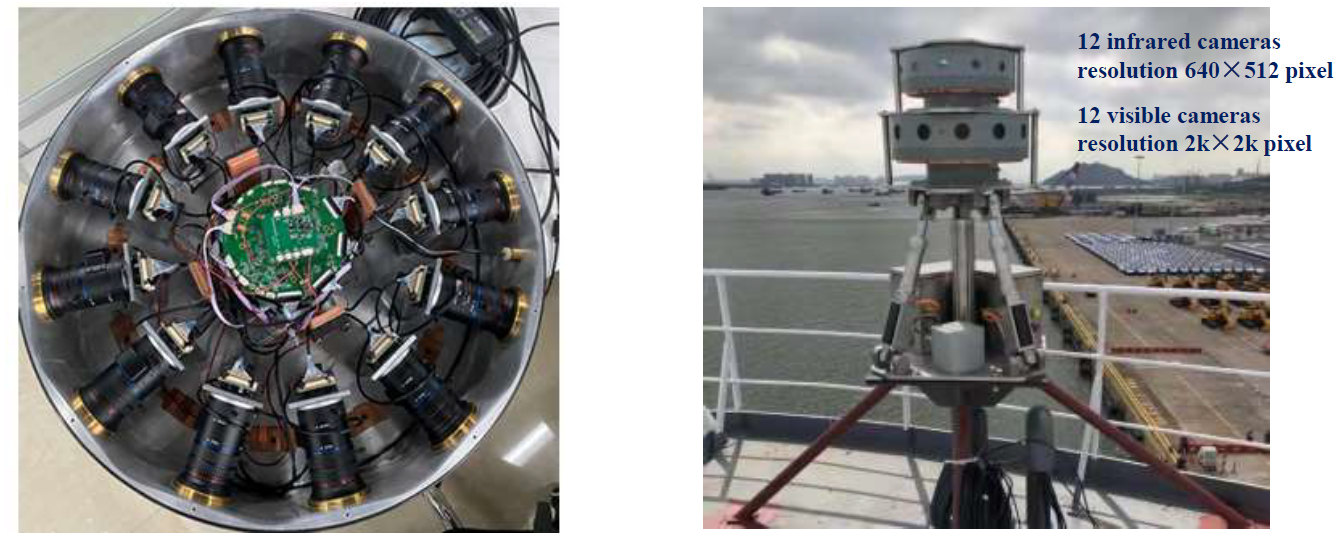 12 infrared cameras
resolution 640×512 pixel
12 visible cameras
resolution 2k×2k pixel